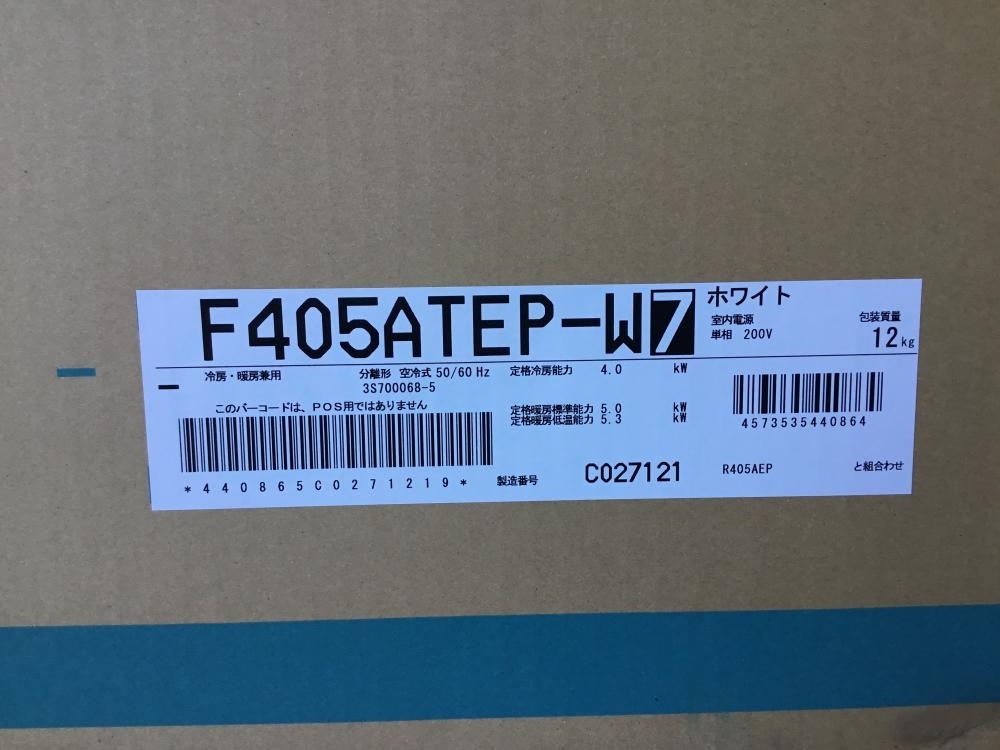 F405ATEP-W7 ホワイト
室内電源
単相 200V
包装質量
12kg
冷房・暖房兼用 分離形 空冷式 50/60 Hz 定格冷房能力 4.0 kW
3S700068-5
このバーコードは、POS用ではありません
定格暖房標準能力 5.0 kW
定格暖房低温能力 5.3 kW
4573535440864
*440865C0271219*
製造番号 C027121 R405AEP と組合わせ